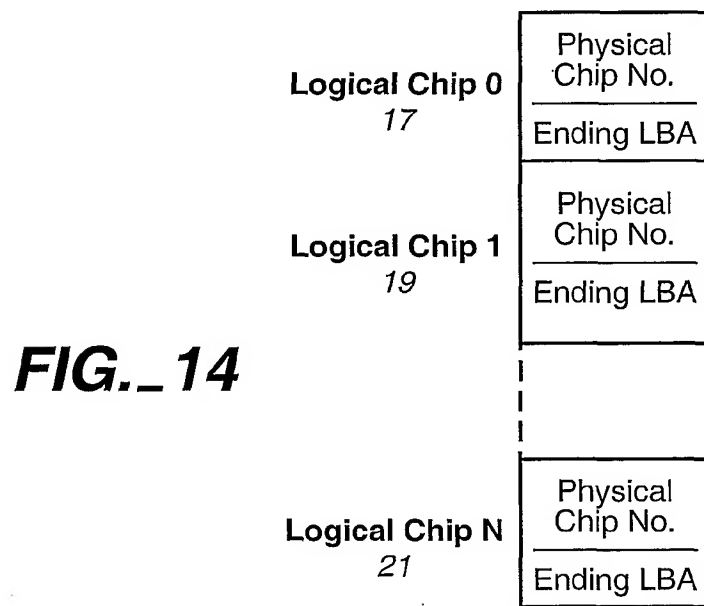 Logical Chip 0
17
Physical
Chip No.
Ending LBA
Logical Chip 1
19
Physical
Chip No.
Ending LBA
FIG._14
Logical Chip N
21
Physical
Chip No.
Ending LBA